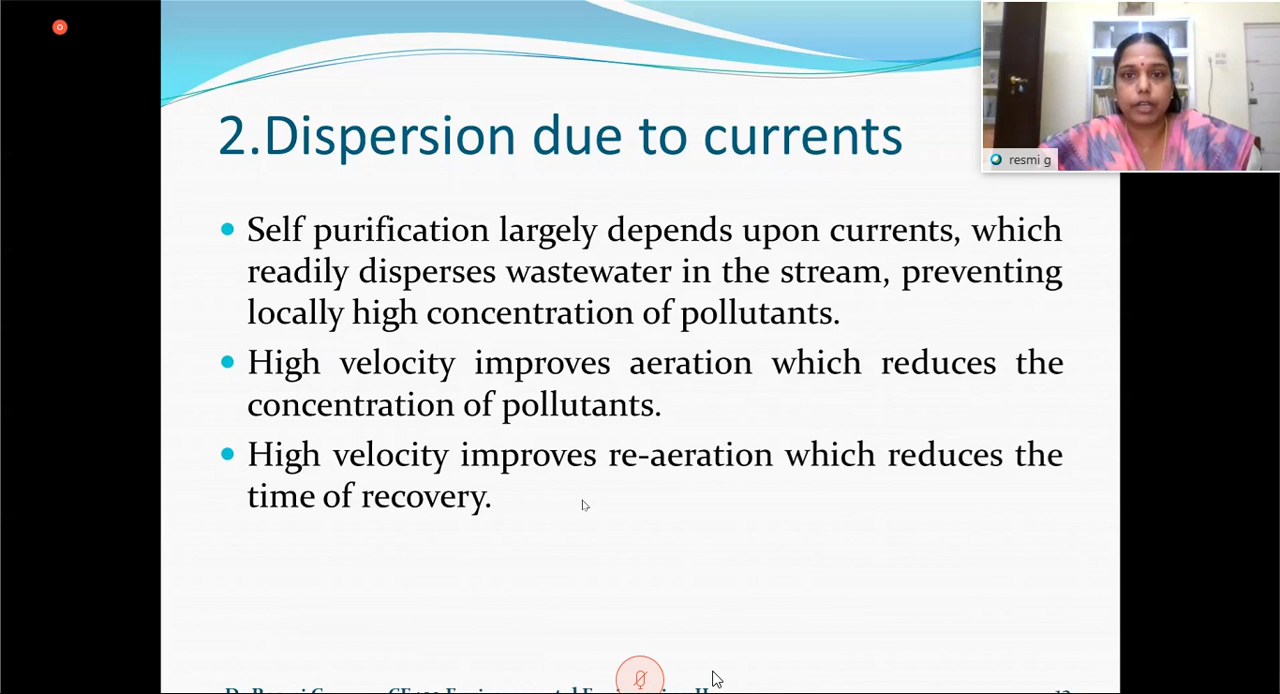 2.Dispersion due to currents
resmi g
Self purification largely depends upon currents, which
readily disperses wastewater in the stream, preventing
locally high concentration of pollutants.
High velocity improves aeration which reduces the
concentration of pollutants.
High velocity improves re-aeration which reduces the
time of recovery.